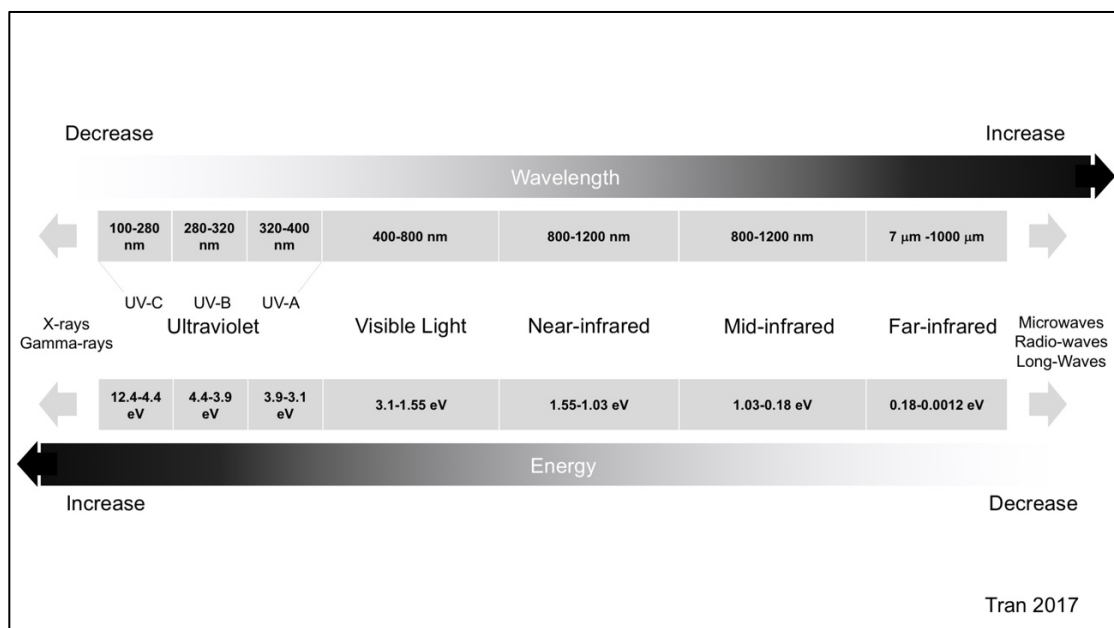 Decrease
Increase
Wavelength
100-280
nm
280-320
nm
320-400
nm
400-800 nm
800-1200 nm
800-1200 nm
7 μm -1000 μm
UV-C
UV-B
UV-A
X-rays
Gamma-rays
Ultraviolet
Visible Light
Near-infrared
Mid-infrared
Far-infrared
Microwaves
Radio-waves
Long-Waves
12.4-4.4
eV
4.4-3.9
eV
3.9-3.1
eV
3.1-1.55 eV
1.55-1.03 eV
1.03-0.18 eV
0.18-0.0012 eV
Energy
Increase
Decrease
Tran 2017